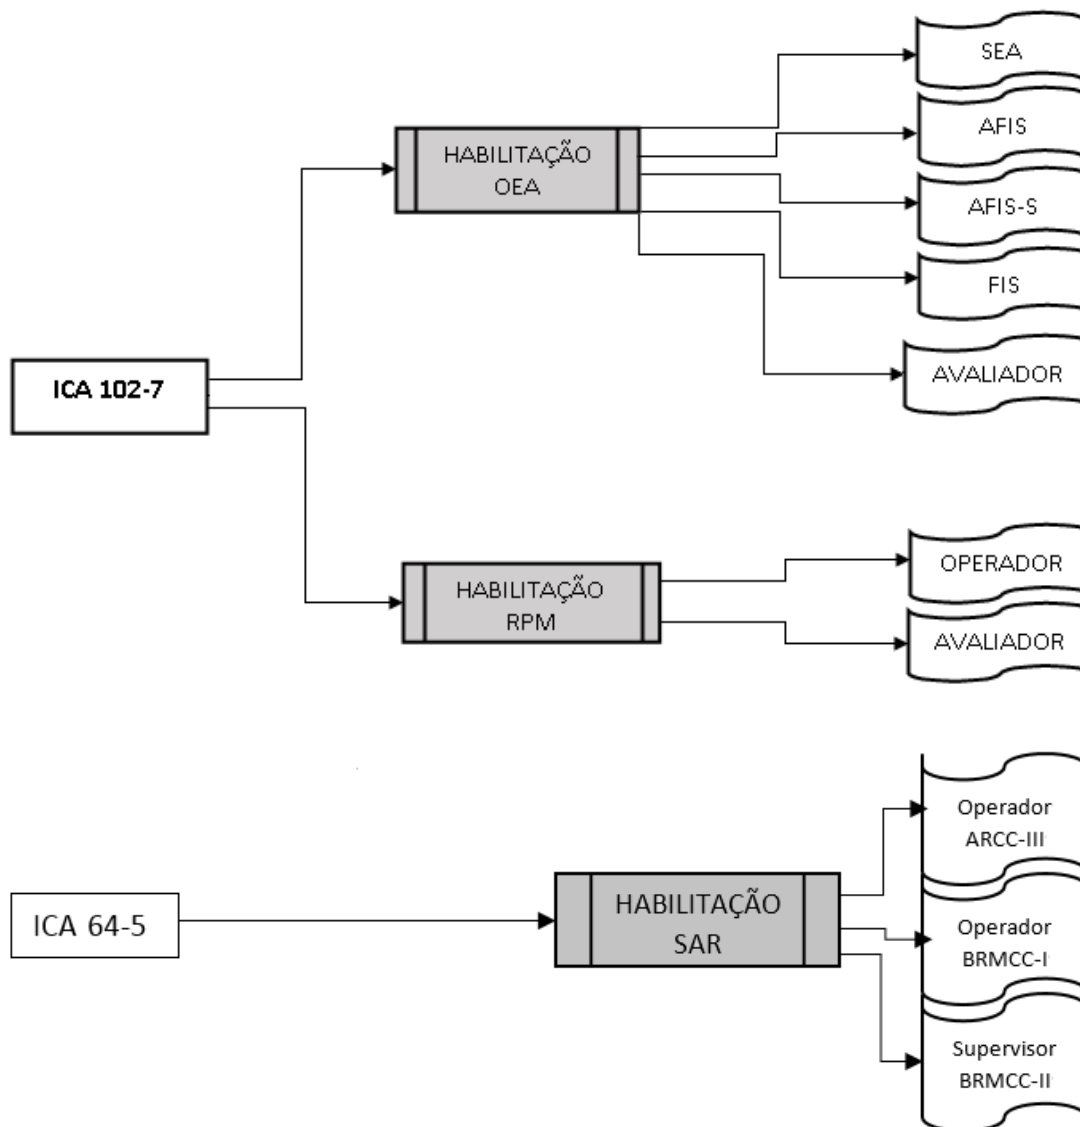 SEA
AFIS
AFIS-S
FIS
AVALIADOR
HABILITAÇÃO
OEA
ICA 102-7
HABILITAÇÃO
RPM
OPERADOR
AVALIADOR
ICA 64-5
HABILITAÇÃO
SAR
Operador
ARCC-III
Operador
BRMCC-I
Supervisor
BRMCC-II